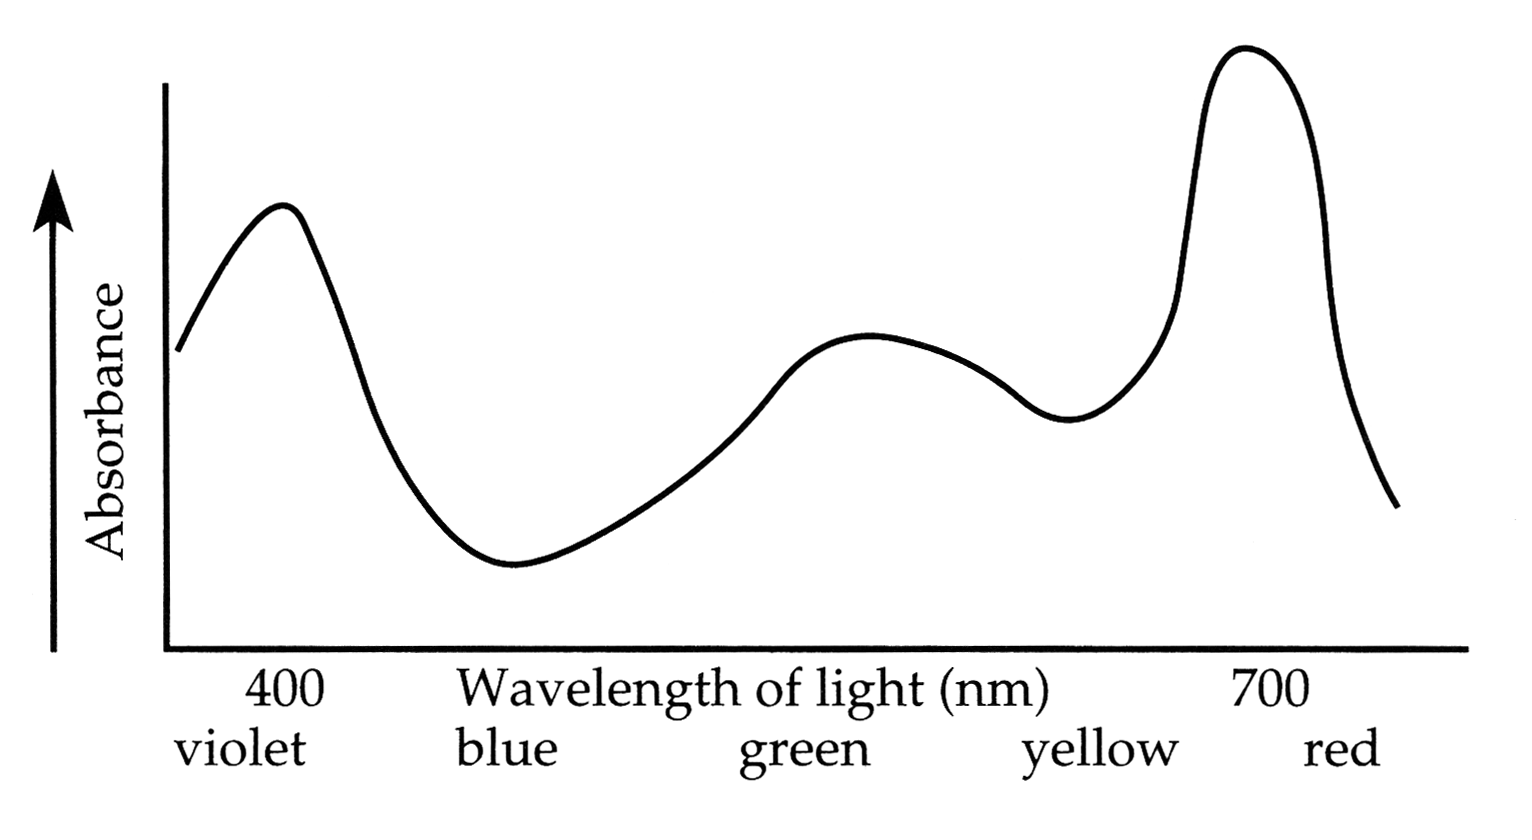 Absorbance
400 Wavelength of light (nm) 700
violet blue green yellow red